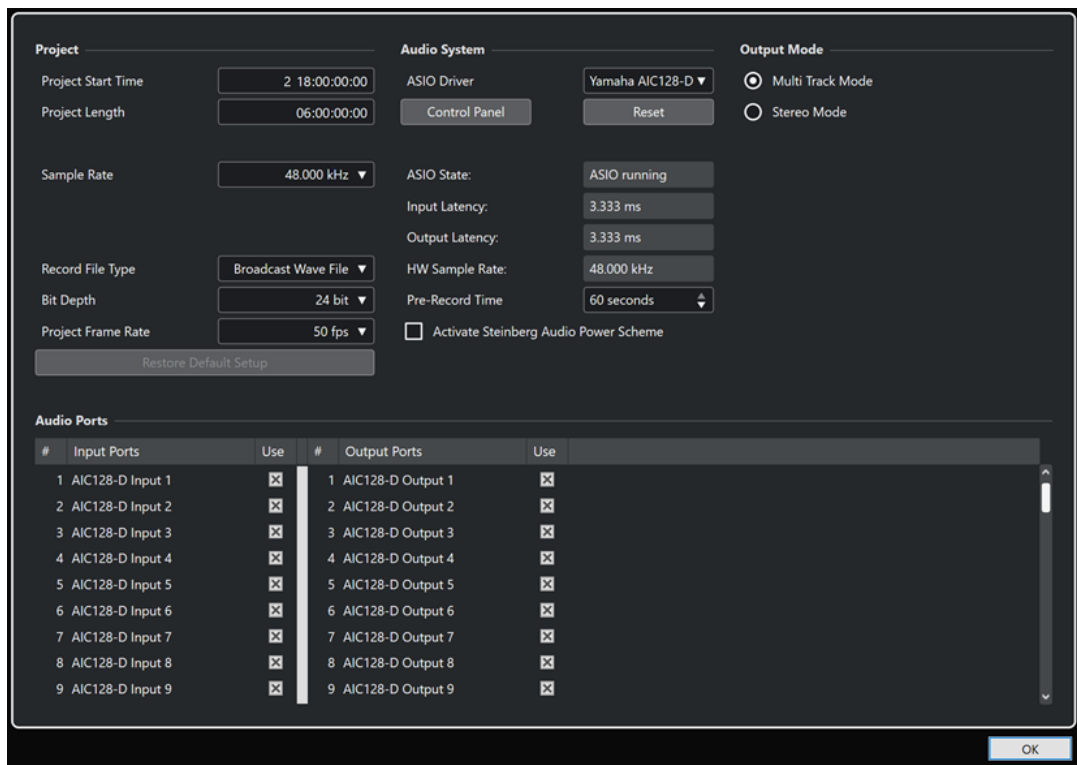 Project Audio System Output Mode
Project Start Time 2 18:00:00:00 ASIO Driver Yamaha AIC128-D Multi Track Mode
Project Length 06:00:00:00 Control Panel Reset Stereo Mode
Sample Rate 48.000 kHz ASIO State: ASIO running
Input Latency: 3.333 ms
Output Latency: 3.333 ms
Record File Type Broadcast Wave File HW Sample Rate: 48.000 kHz
Bit Depth 24 bit Pre-Record Time 60 seconds
Project Frame Rate 50 fps Activate Steinberg Audio Power Scheme
Restore Default Setup
Audio Ports
# Input Ports Use # Output Ports Use
1 AIC128-D Input 1 1 AIC128-D Output 1
2 AIC128-D Input 2 2 AIC128-D Output 2
3 AIC128-D Input 3 3 AIC128-D Output 3
4 AIC128-D Input 4 4 AIC128-D Output 4
5 AIC128-D Input 5 5 AIC128-D Output 5
6 AIC128-D Input 6 6 AIC128-D Output 6
7 AIC128-D Input 7 7 AIC128-D Output 7
8 AIC128-D Input 8 8 AIC128-D Output 8
9 AIC128-D Input 9 9 AIC128-D Output 9
OK